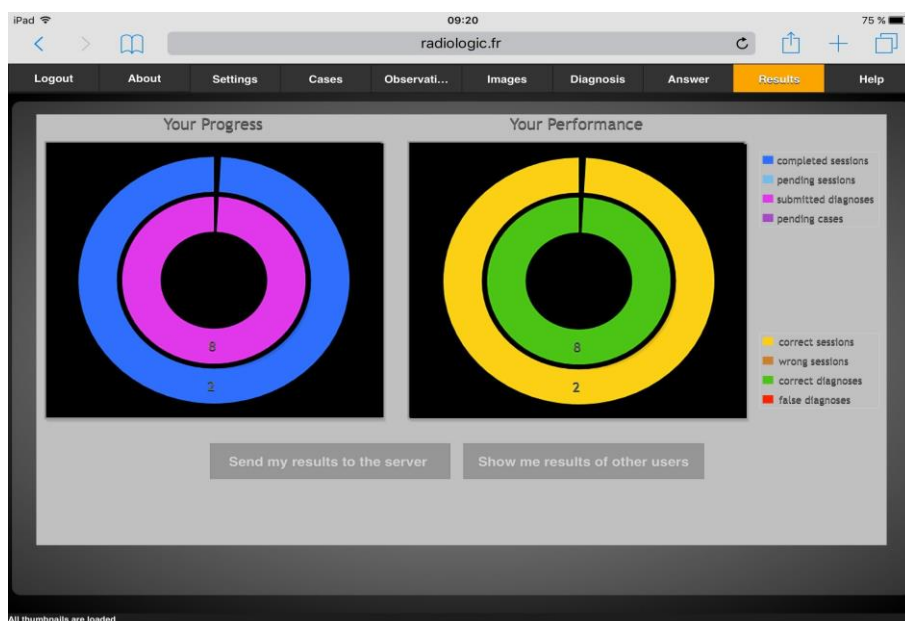 iPad 09:20 75 %
radiologic.fr
Logout About Settings Cases Observati... Images Diagnosis Answer Results Help
Your Progress Your Performance
completed sessions
pending sessions
submitted diagnoses
pending cases
8 8
2 2
correct sessions
wrong sessions
correct diagnoses
false diagnoses
Send my results to the server Show me results of other users
All thumbnails are loaded